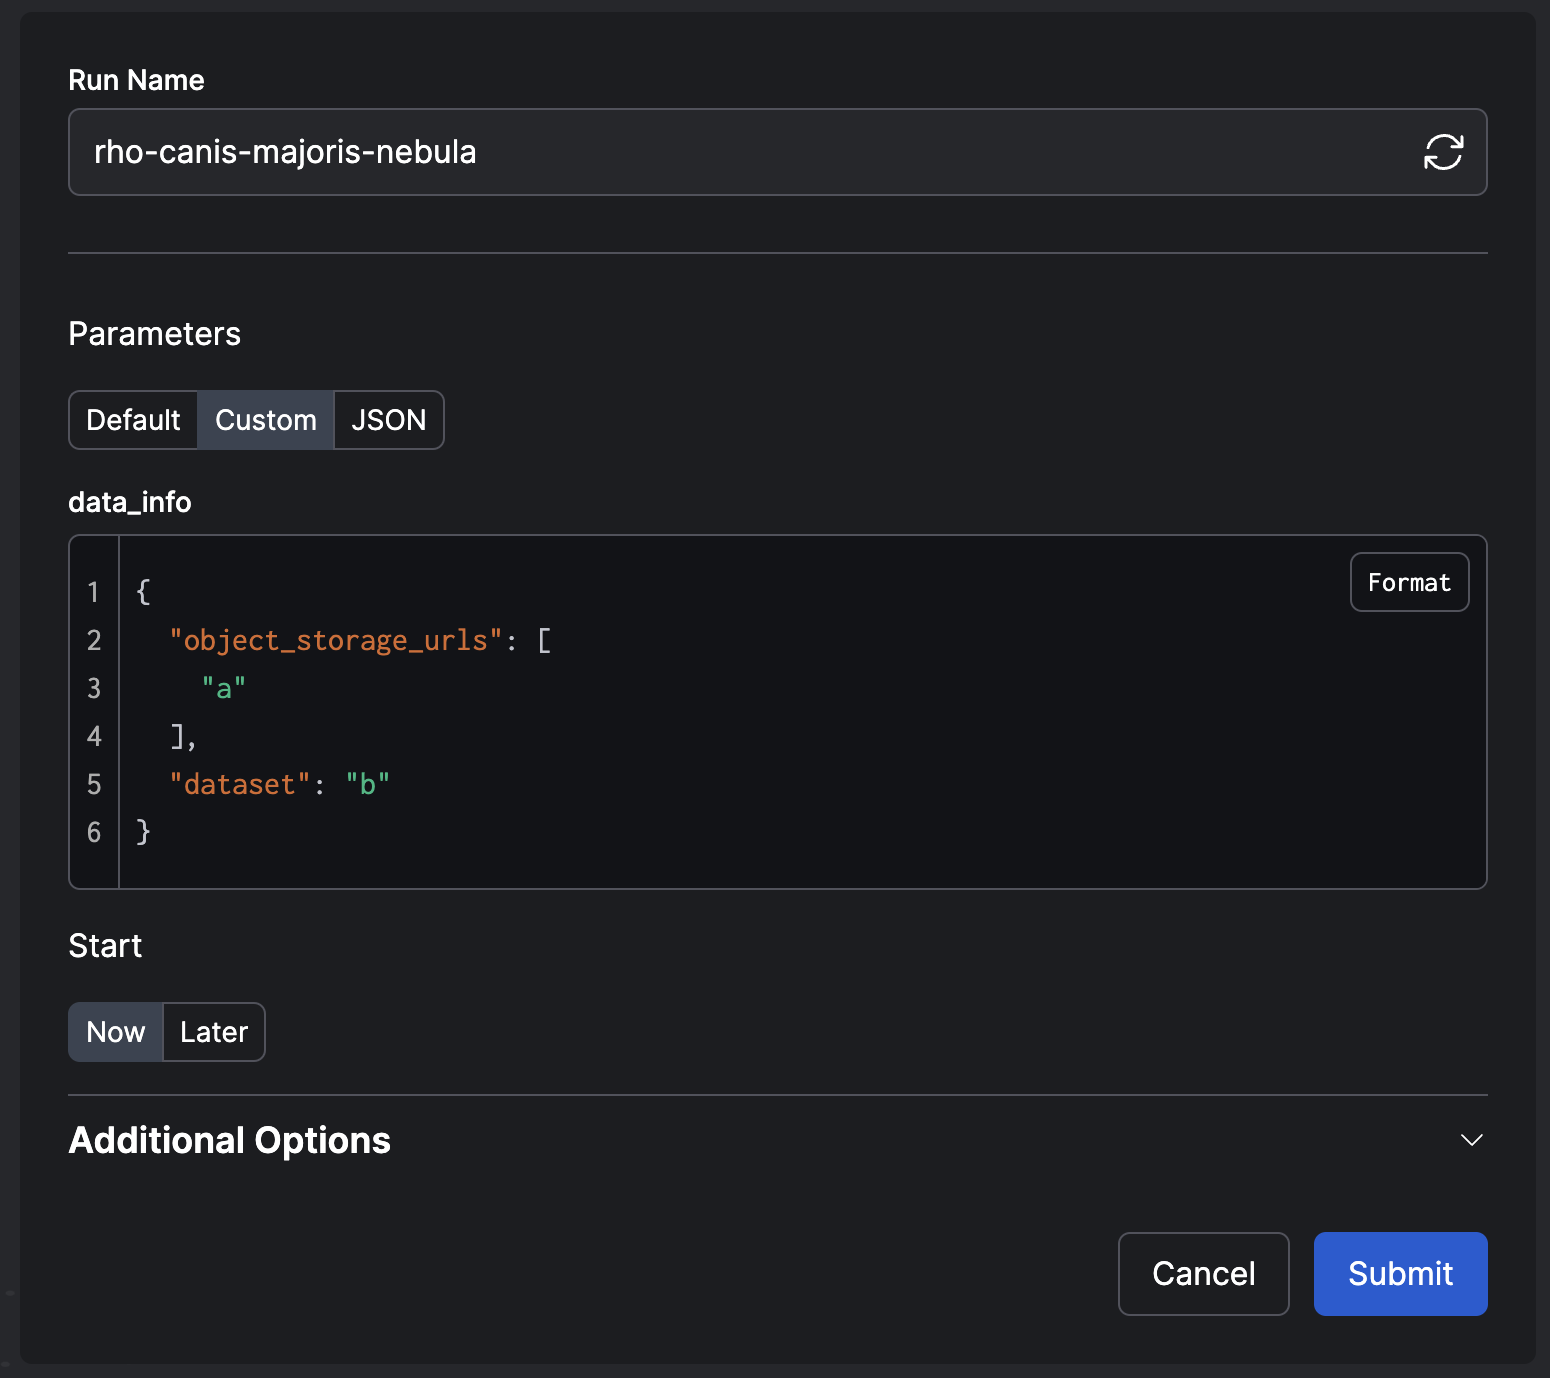 Run Name
rho-canis-majoris-nebula
Parameters
Default Custom JSON
data_info
Format
1 {
2 "object_storage_urls": [
3 "a"
4 ],
5 "dataset": "b"
6 }
Start
Now Later
Additional Options
Cancel Submit